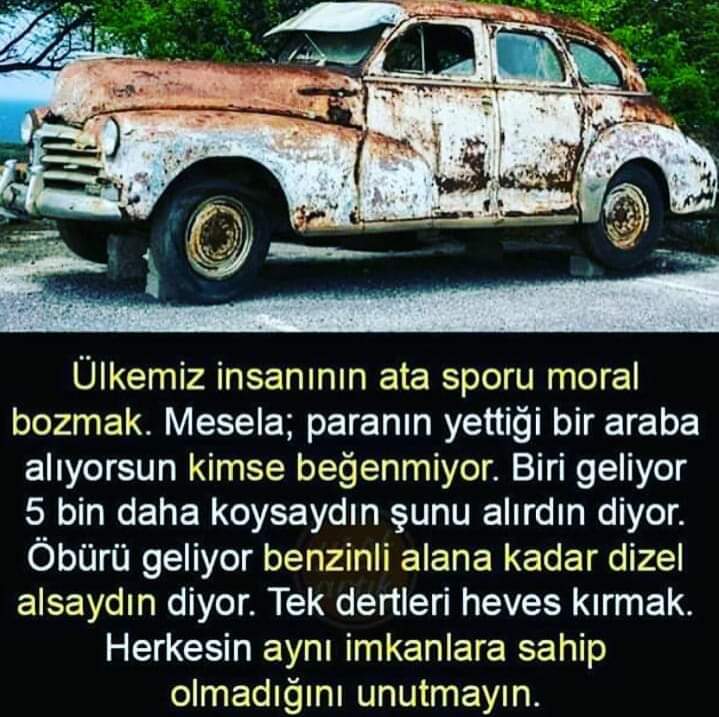 Ülkemiz insanının ata sporu moral
bozmak. Mesela; paranın yettiği bir araba
alıyorsun kimse beğenmiyor. Biri geliyor
5 bin daha koysaydın şunu alırdın diyor.
Öbürü geliyor benzinli alana kadar dizel
alsaydın diyor. Tek dertleri heves kırmak.
Herkesin aynı imkanlara sahip
olmadığını unutmayın.